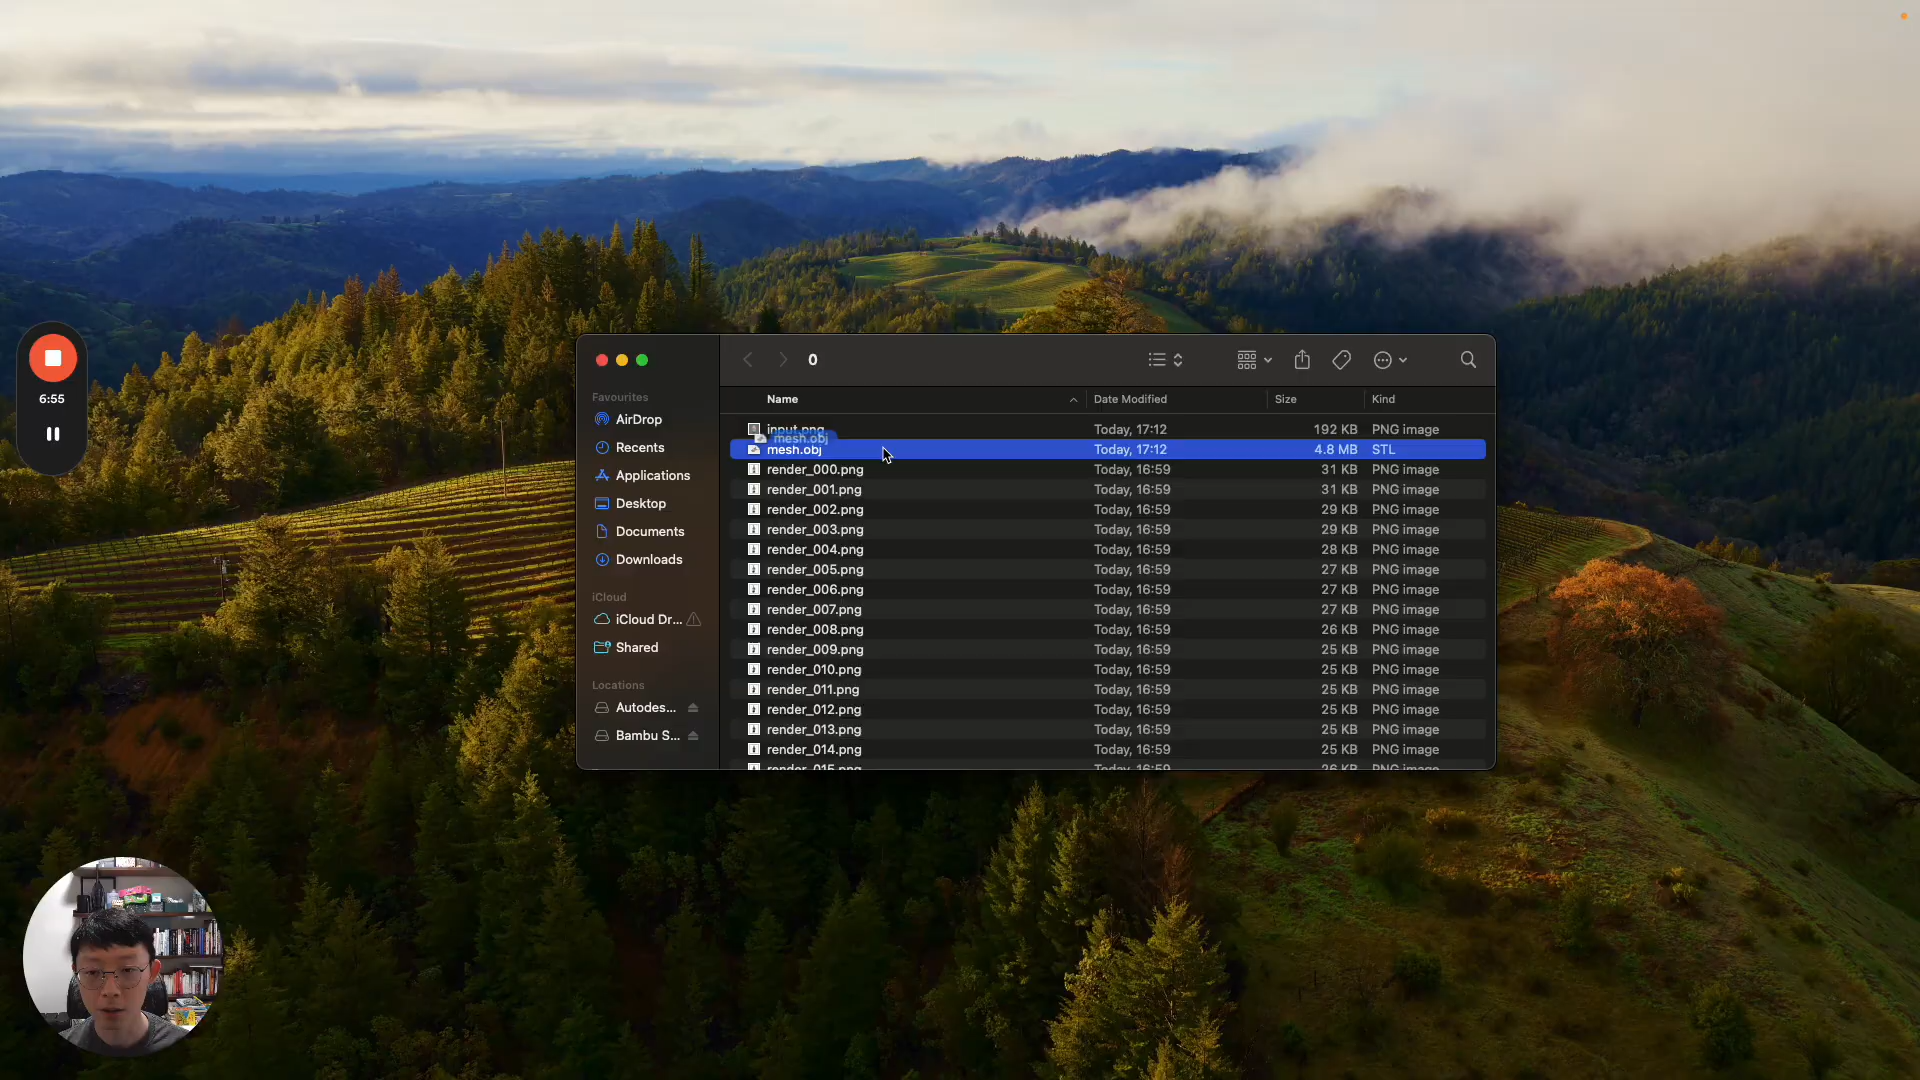 6:55
0
Favourites
AirDrop
Recents
Applications
Desktop
Documents
Downloads
iCloud
iCloud Dr...
Shared
Locations
Autodes...
Bambu S...
Name Date Modified Size Kind
input.png Today, 17:12 192 KB PNG image
mesh.obj
mesh.obj Today, 17:12 4.8 MB STL
render_000.png Today, 16:59 31 KB PNG image
render_001.png Today, 16:59 31 KB PNG image
render_002.png Today, 16:59 29 KB PNG image
render_003.png Today, 16:59 29 KB PNG image
render_004.png Today, 16:59 28 KB PNG image
render_005.png Today, 16:59 27 KB PNG image
render_006.png Today, 16:59 27 KB PNG image
render_007.png Today, 16:59 27 KB PNG image
render_008.png Today, 16:59 26 KB PNG image
render_009.png Today, 16:59 25 KB PNG image
render_010.png Today, 16:59 25 KB PNG image
render_011.png Today, 16:59 25 KB PNG image
render_012.png Today, 16:59 25 KB PNG image
render_013.png Today, 16:59 25 KB PNG image
render_014.png Today, 16:59 25 KB PNG image
render_015.png Today, 16:59 26 KB PNG image